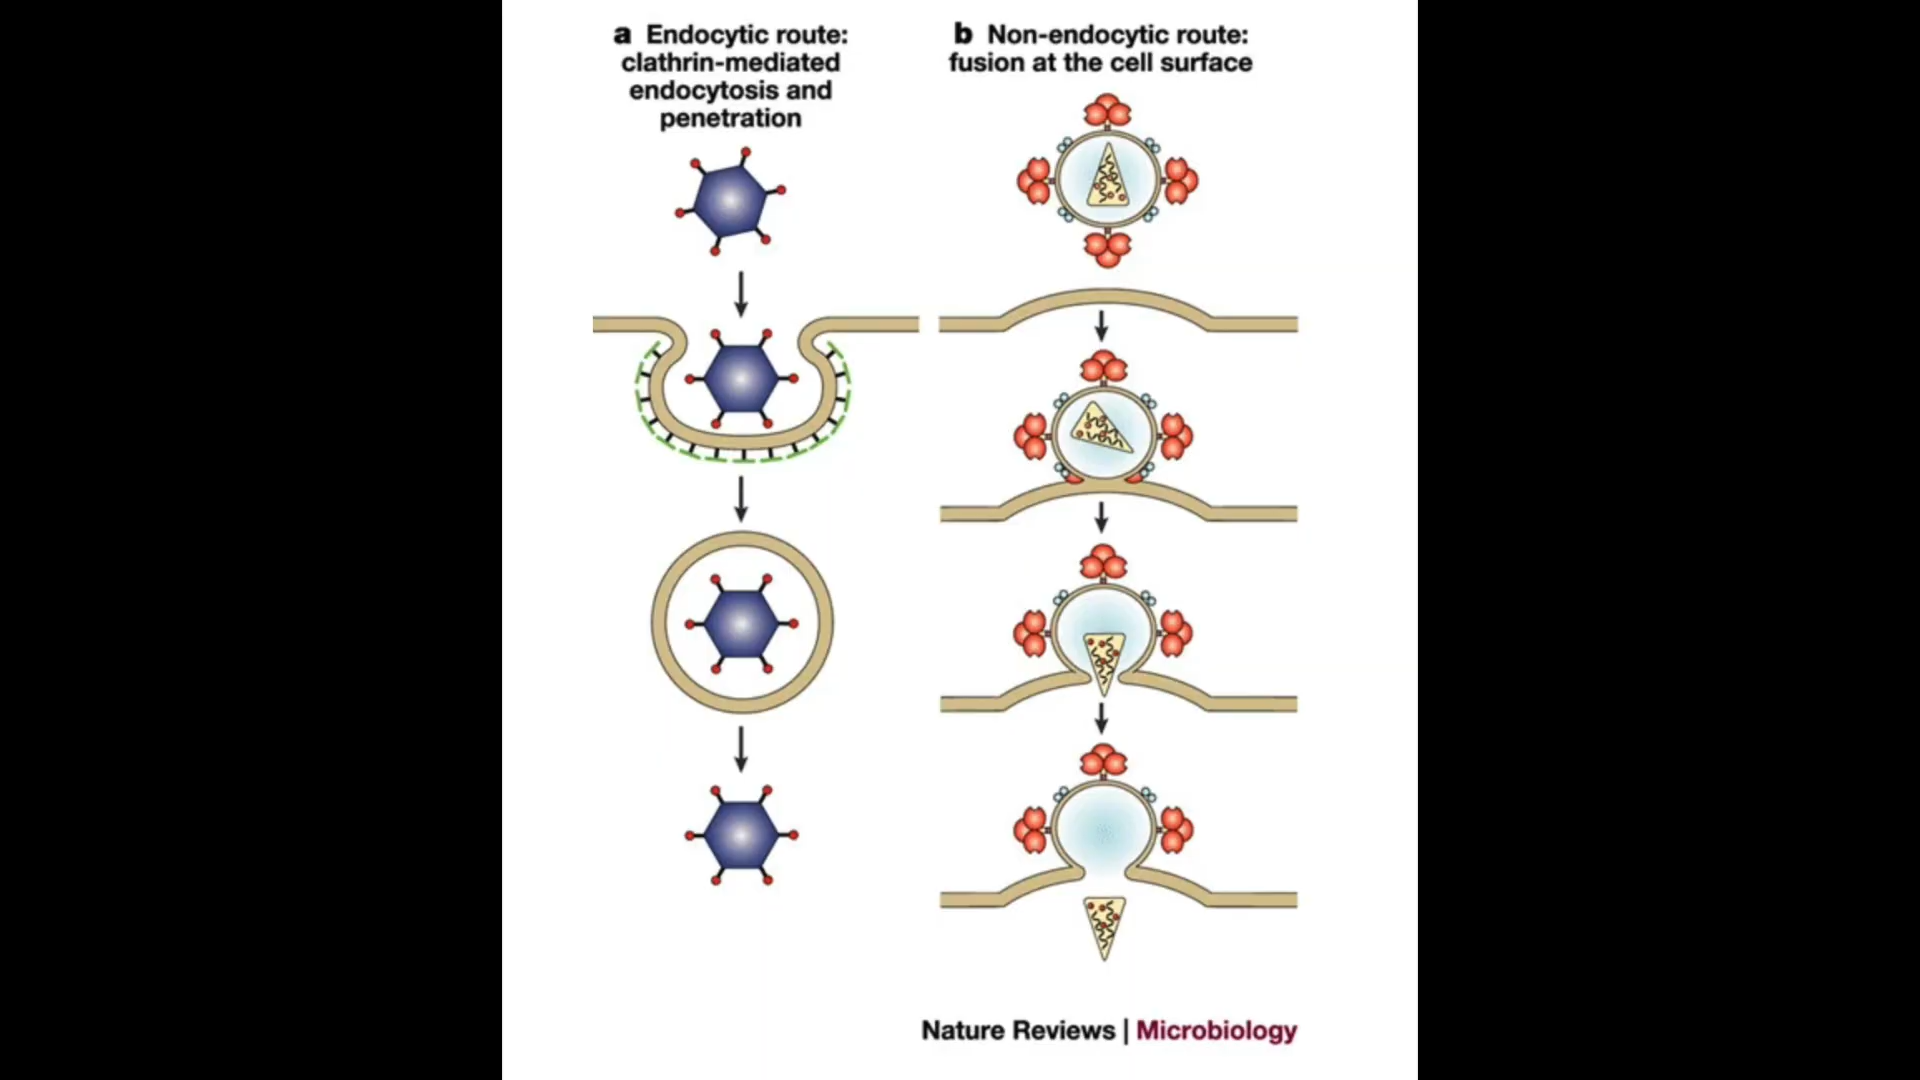 a Endocytic route:
clathrin-mediated
endocytosis and
penetration
b Non-endocytic route:
fusion at the cell surface
Nature Reviews | Microbiology